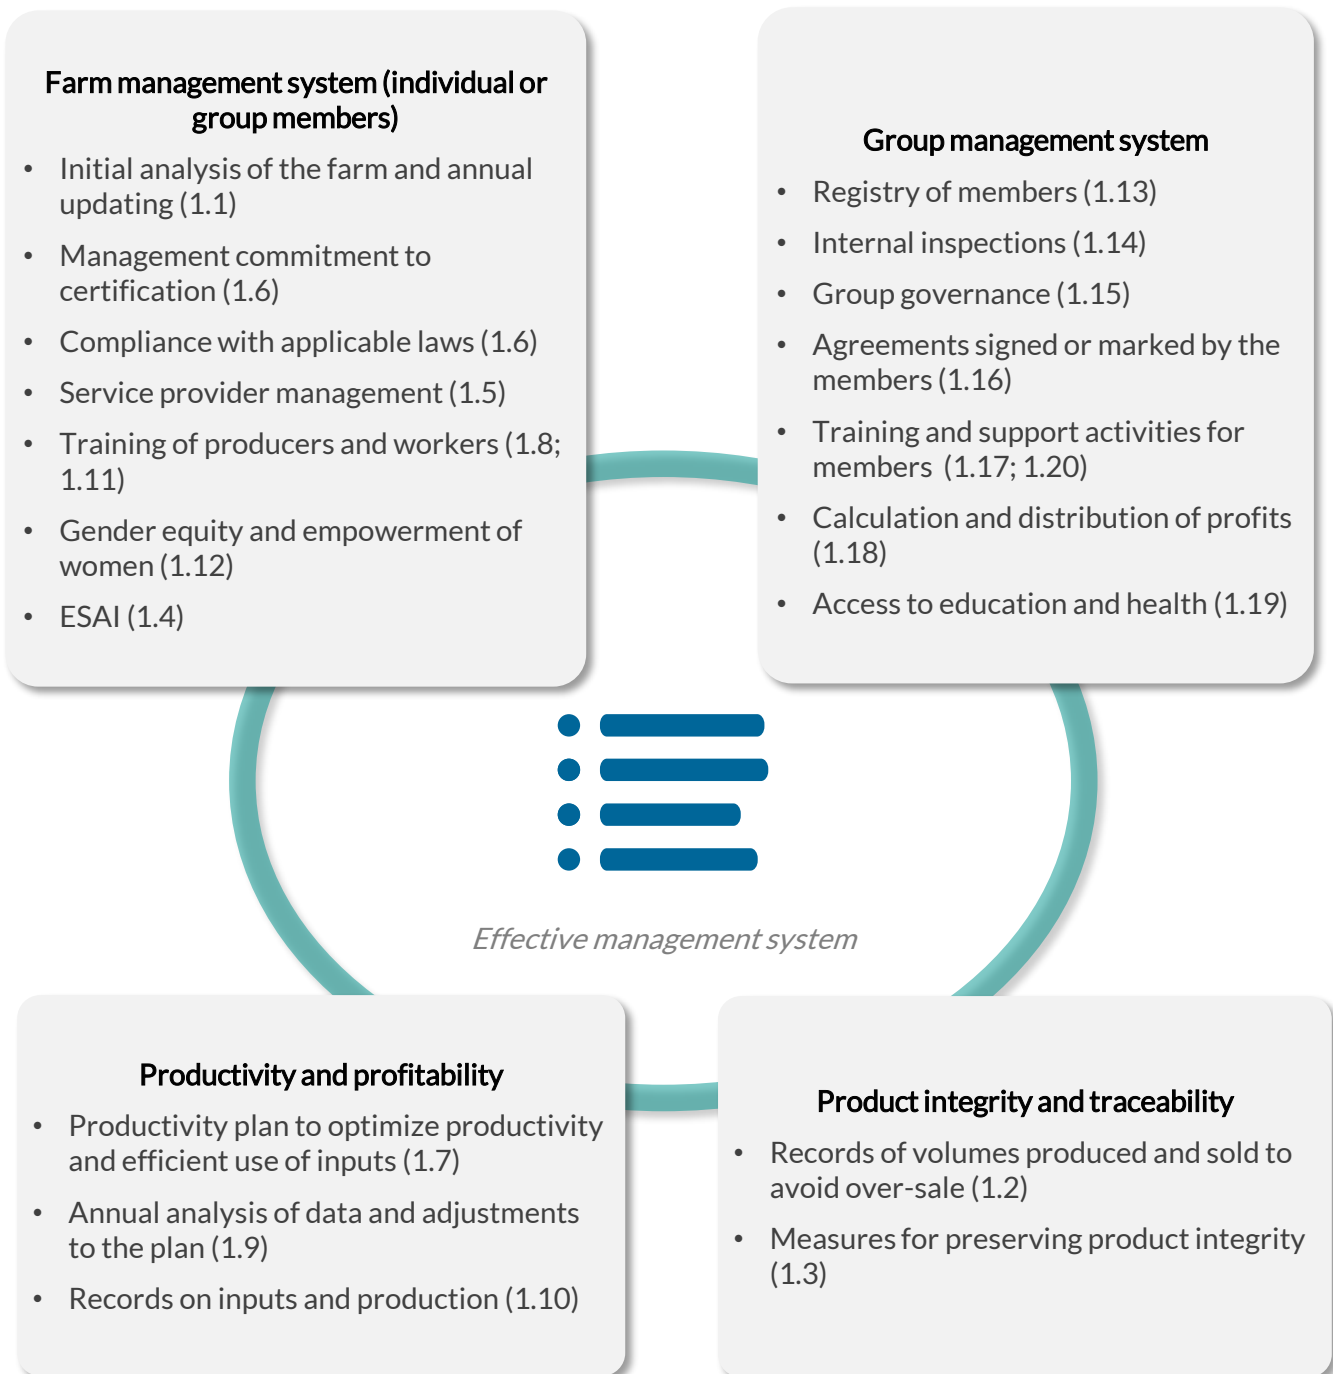 Farm management system (individual or
group members)
• Initial analysis of the farm and annual
updating (1.1)
• Management commitment to
certification (1.6)
• Compliance with applicable laws (1.6)
• Service provider management (1.5)
• Training of producers and workers (1.8;
1.11)
• Gender equity and empowerment of
women (1.12)
• ESAI (1.4)
Group management system
• Registry of members (1.13)
• Internal inspections (1.14)
• Group governance (1.15)
• Agreements signed or marked by the
members (1.16)
• Training and support activities for
members (1.17; 1.20)
• Calculation and distribution of profits
(1.18)
• Access to education and health (1.19)
Effective management system
Productivity and profitability
• Productivity plan to optimize productivity
and efficient use of inputs (1.7)
• Annual analysis of data and adjustments
to the plan (1.9)
• Records on inputs and production (1.10)
Product integrity and traceability
• Records of volumes produced and sold to
avoid over-sale (1.2)
• Measures for preserving product integrity
(1.3)